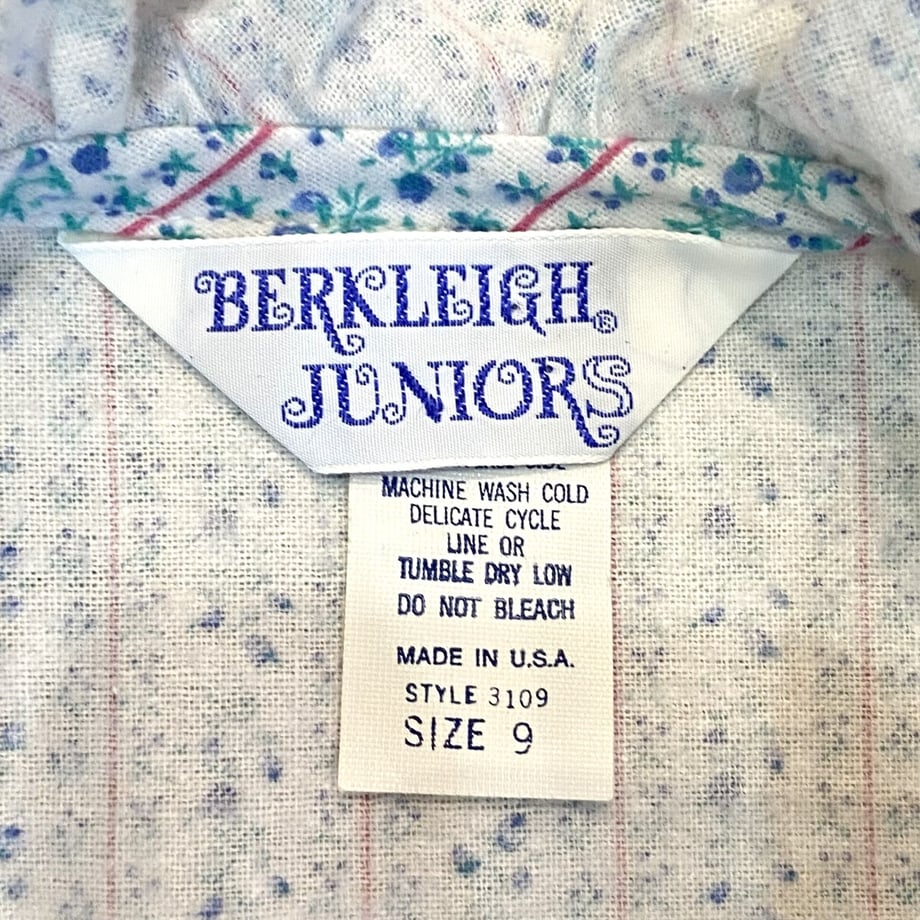 BERKLEIGH®
JUNIORS
MACHINE WASH COLD
DELICATE CYCLE
LINE OR
TUMBLE DRY LOW
DO NOT BLEACH
MADE IN U.S.A.
STYLE 3109
SIZE 9